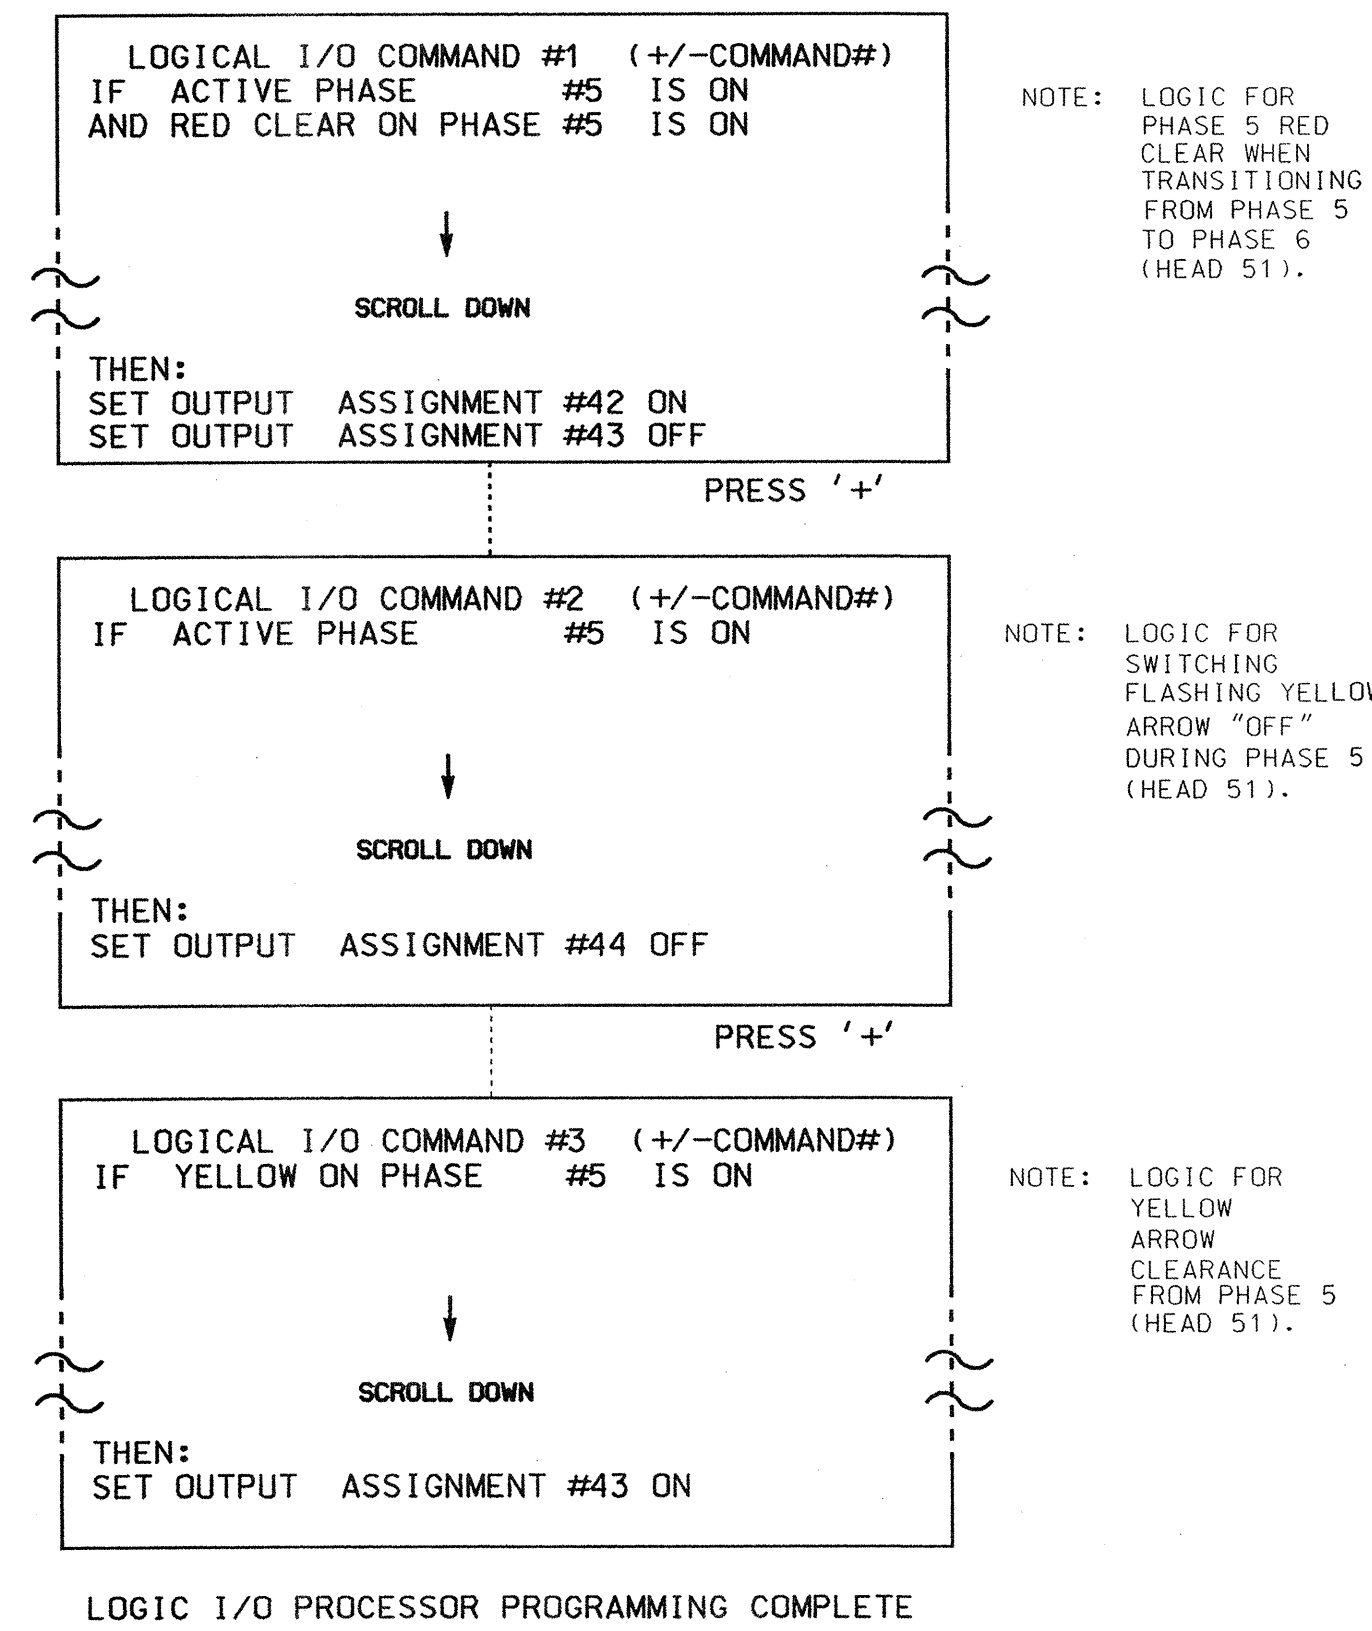 LOGICAL I/O COMMAND #1 (+/-COMMAND#)
IF ACTIVE PHASE #5 IS ON
AND RED CLEAR ON PHASE #5 IS ON
SCROLL DOWN
THEN:
SET OUTPUT ASSIGNMENT #42 ON
SET OUTPUT ASSIGNMENT #43 OFF
NOTE: LOGIC FOR
PHASE 5 RED
CLEAR WHEN
TRANSITIONING
FROM PHASE 5
TO PHASE 6
(HEAD 51).
PRESS '+'
LOGICAL I/O COMMAND #2 (+/-COMMAND#)
IF ACTIVE PHASE #5 IS ON
SCROLL DOWN
THEN:
SET OUTPUT ASSIGNMENT #44 OFF
NOTE: LOGIC FOR
SWITCHING
FLASHING YELLOW
ARROW "OFF"
DURING PHASE 5
(HEAD 51).
PRESS '+'
LOGICAL I/O COMMAND #3 (+/-COMMAND#)
IF YELLOW ON PHASE #5 IS ON
SCROLL DOWN
THEN:
SET OUTPUT ASSIGNMENT #43 ON
NOTE: LOGIC FOR
YELLOW
ARROW
CLEARANCE
FROM PHASE 5
(HEAD 51).
LOGIC I/O PROCESSOR PROGRAMMING COMPLETE